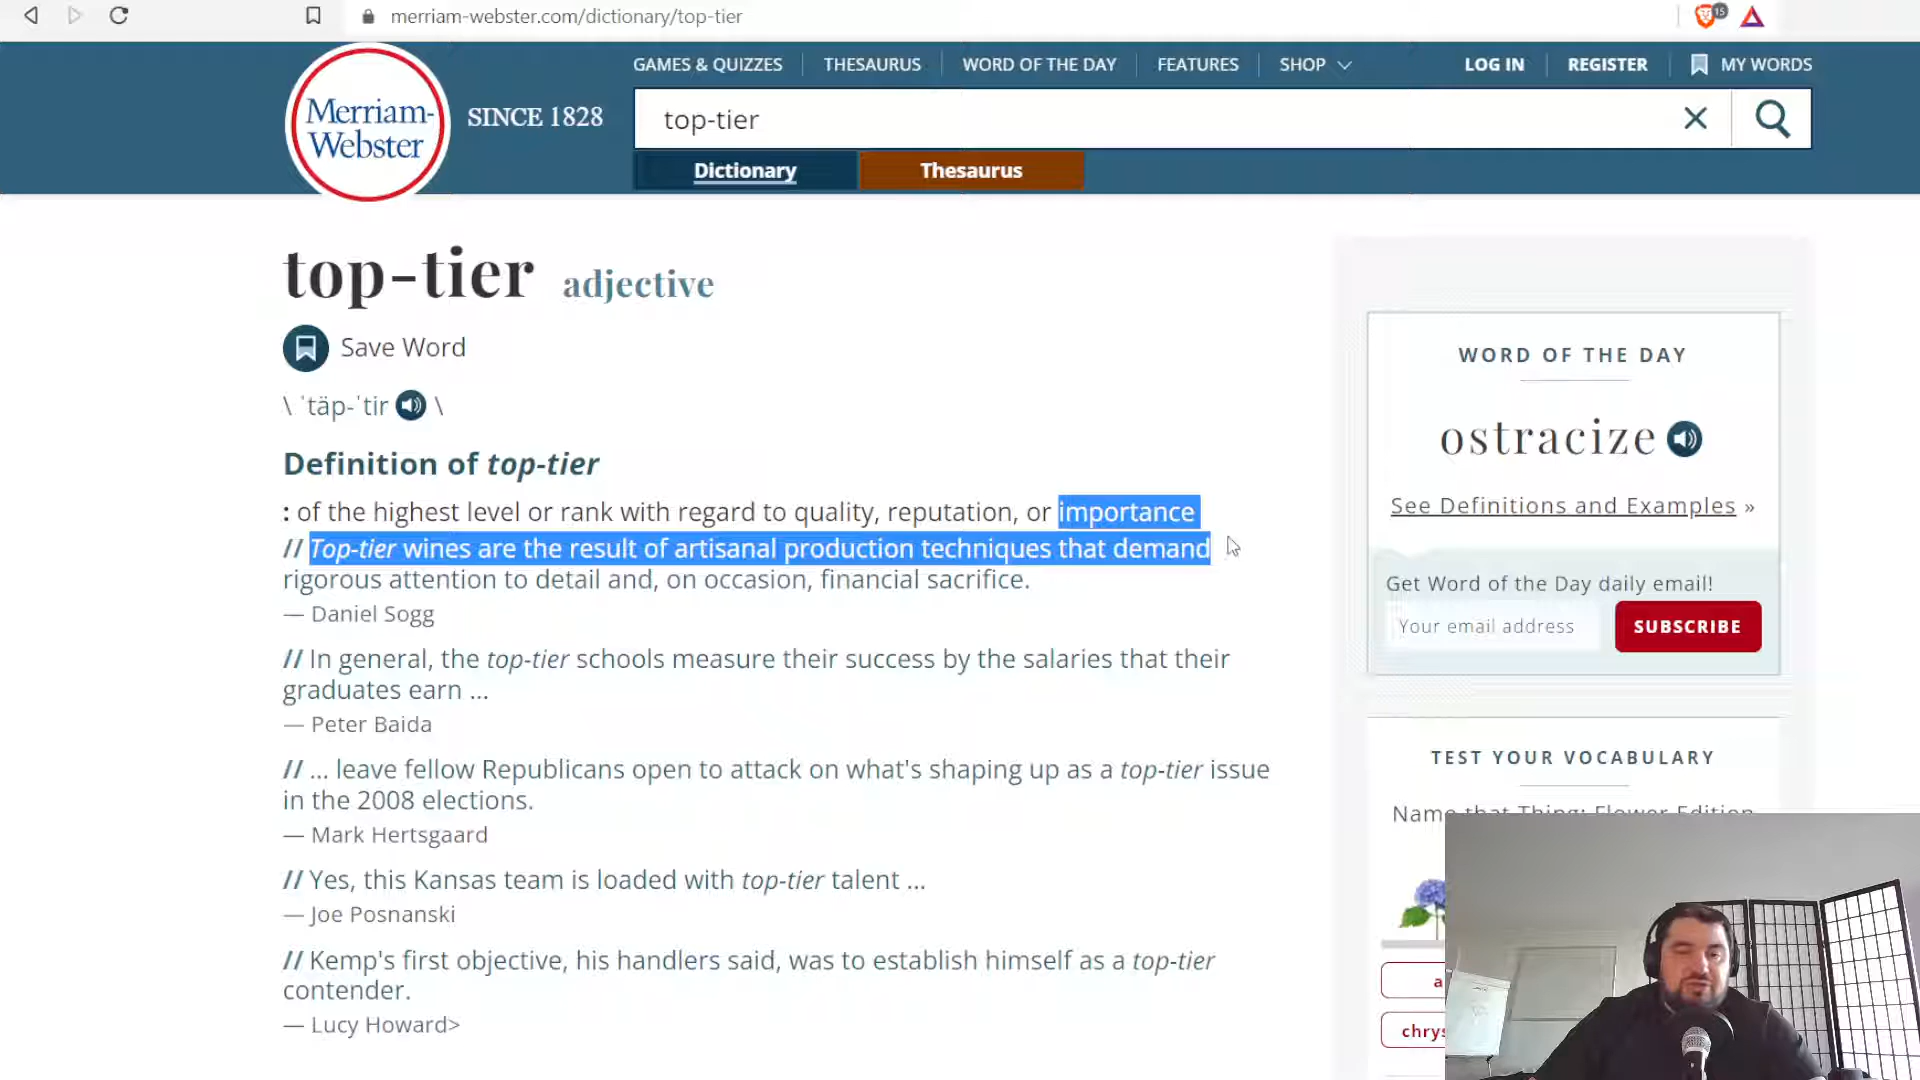 merriam-webster.com/dictionary/top-tier
15
GAMES & QUIZZES
THESAURUS
WORD OF THE DAY
FEATURES
SHOP
LOG IN
REGISTER
MY WORDS
Merriam-
Webster
SINCE 1828
top-tier
Dictionary
Thesaurus
top-tier adjective
Save Word
\ ˈtäp-ˈtir \
Definition of top-tier
: of the highest level or rank with regard to quality, reputation, or importance
// Top-tier wines are the result of artisanal production techniques that demand
rigorous attention to detail and, on occasion, financial sacrifice.
— Daniel Sogg
// In general, the top-tier schools measure their success by the salaries that their
graduates earn ...
— Peter Baida
// ... leave fellow Republicans open to attack on what's shaping up as a top-tier issue
in the 2008 elections.
— Mark Hertsgaard
// Yes, this Kansas team is loaded with top-tier talent ...
— Joe Posnanski
// Kemp's first objective, his handlers said, was to establish himself as a top-tier
contender.
— Lucy Howard>
WORD OF THE DAY
ostracize
See Definitions and Examples »
Get Word of the Day daily email!
Your email address
SUBSCRIBE
TEST YOUR VOCABULARY
Name that Thing: Flower Edition
a
chrys